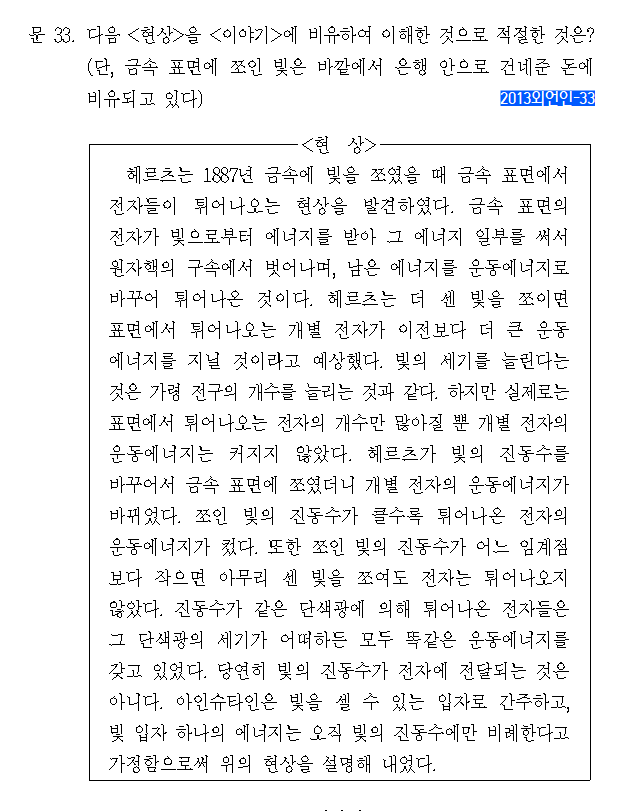 문 33. 다음 <현상>을 <이야기>에 비유하여 이해한 것으로 적절한 것은?
(단, 금속 표면에 쪼인 빛은 바깥에서 은행 안으로 건네준 돈에
비유되고 있다)
2013외언인-33
<현 상>
헤르츠는 1887년 금속에 빛을 쪼였을 때 금속 표면에서
전자들이 튀어나오는 현상을 발견하였다. 금속 표면의
전자가 빛으로부터 에너지를 받아 그 에너지 일부를 써서
원자핵의 구속에서 벗어나며, 남은 에너지를 운동에너지로
바꾸어 튀어나온 것이다. 헤르츠는 더 센 빛을 쪼이면
표면에서 튀어나오는 개별 전자가 이전보다 더 큰 운동
에너지를 지닐 것이라고 예상했다. 빛의 세기를 늘린다는
것은 가령 전구의 개수를 늘리는 것과 같다. 하지만 실제로는
표면에서 튀어나오는 전자의 개수만 많아질 뿐 개별 전자의
운동에너지는 커지지 않았다. 헤르츠가 빛의 진동수를
바꾸어서 금속 표면에 쪼였더니 개별 전자의 운동에너지가
바뀌었다. 쪼인 빛의 진동수가 클수록 튀어나온 전자의
운동에너지가 컸다. 또한 쪼인 빛의 진동수가 어느 임계점
보다 작으면 아무리 센 빛을 쪼여도 전자는 튀어나오지
않았다. 진동수가 같은 단색광에 의해 튀어나온 전자들은
그 단색광의 세기가 어떠하든 모두 똑같은 운동에너지를
갖고 있었다. 당연히 빛의 진동수가 전자에 전달되는 것은
아니다. 아인슈타인은 빛을 셀 수 있는 입자로 간주하고,
빛 입자 하나의 에너지는 오직 빛의 진동수에만 비례한다고
가정함으로써 위의 현상을 설명해 내었다.